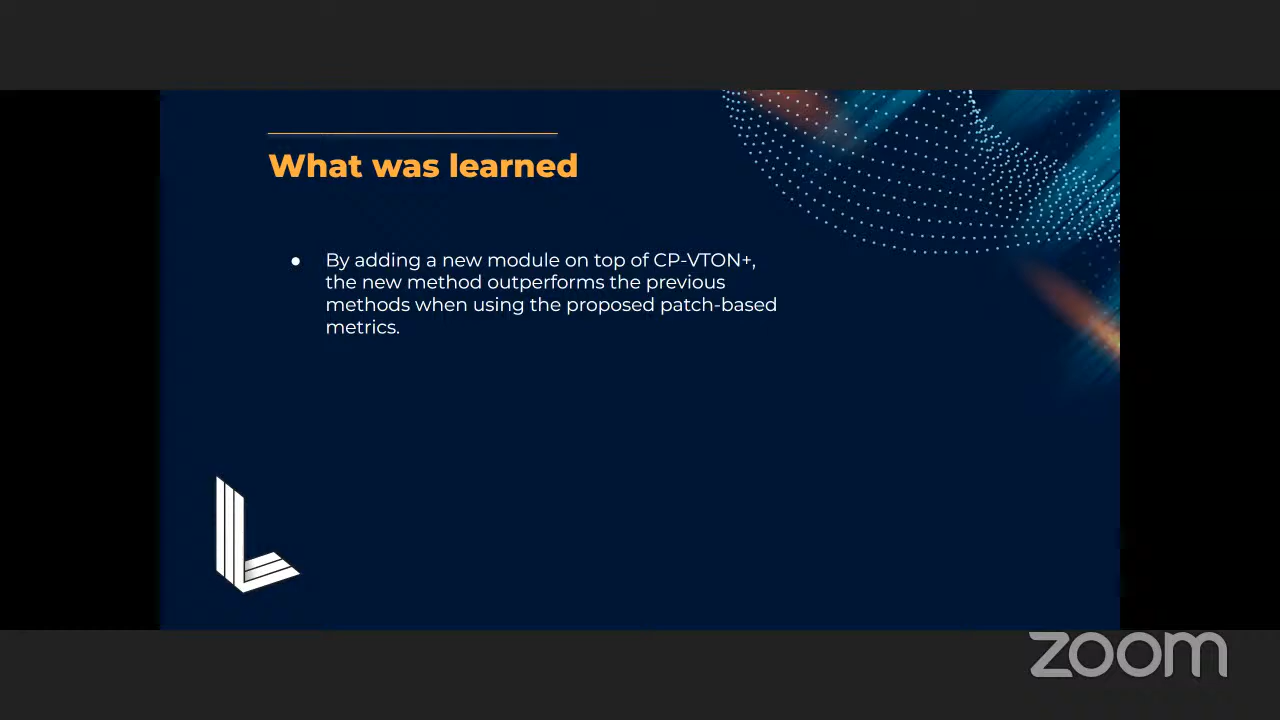 What was learned
● By adding a new module on top of CP-VTON+,
the new method outperforms the previous
methods when using the proposed patch-based
metrics.
zoom